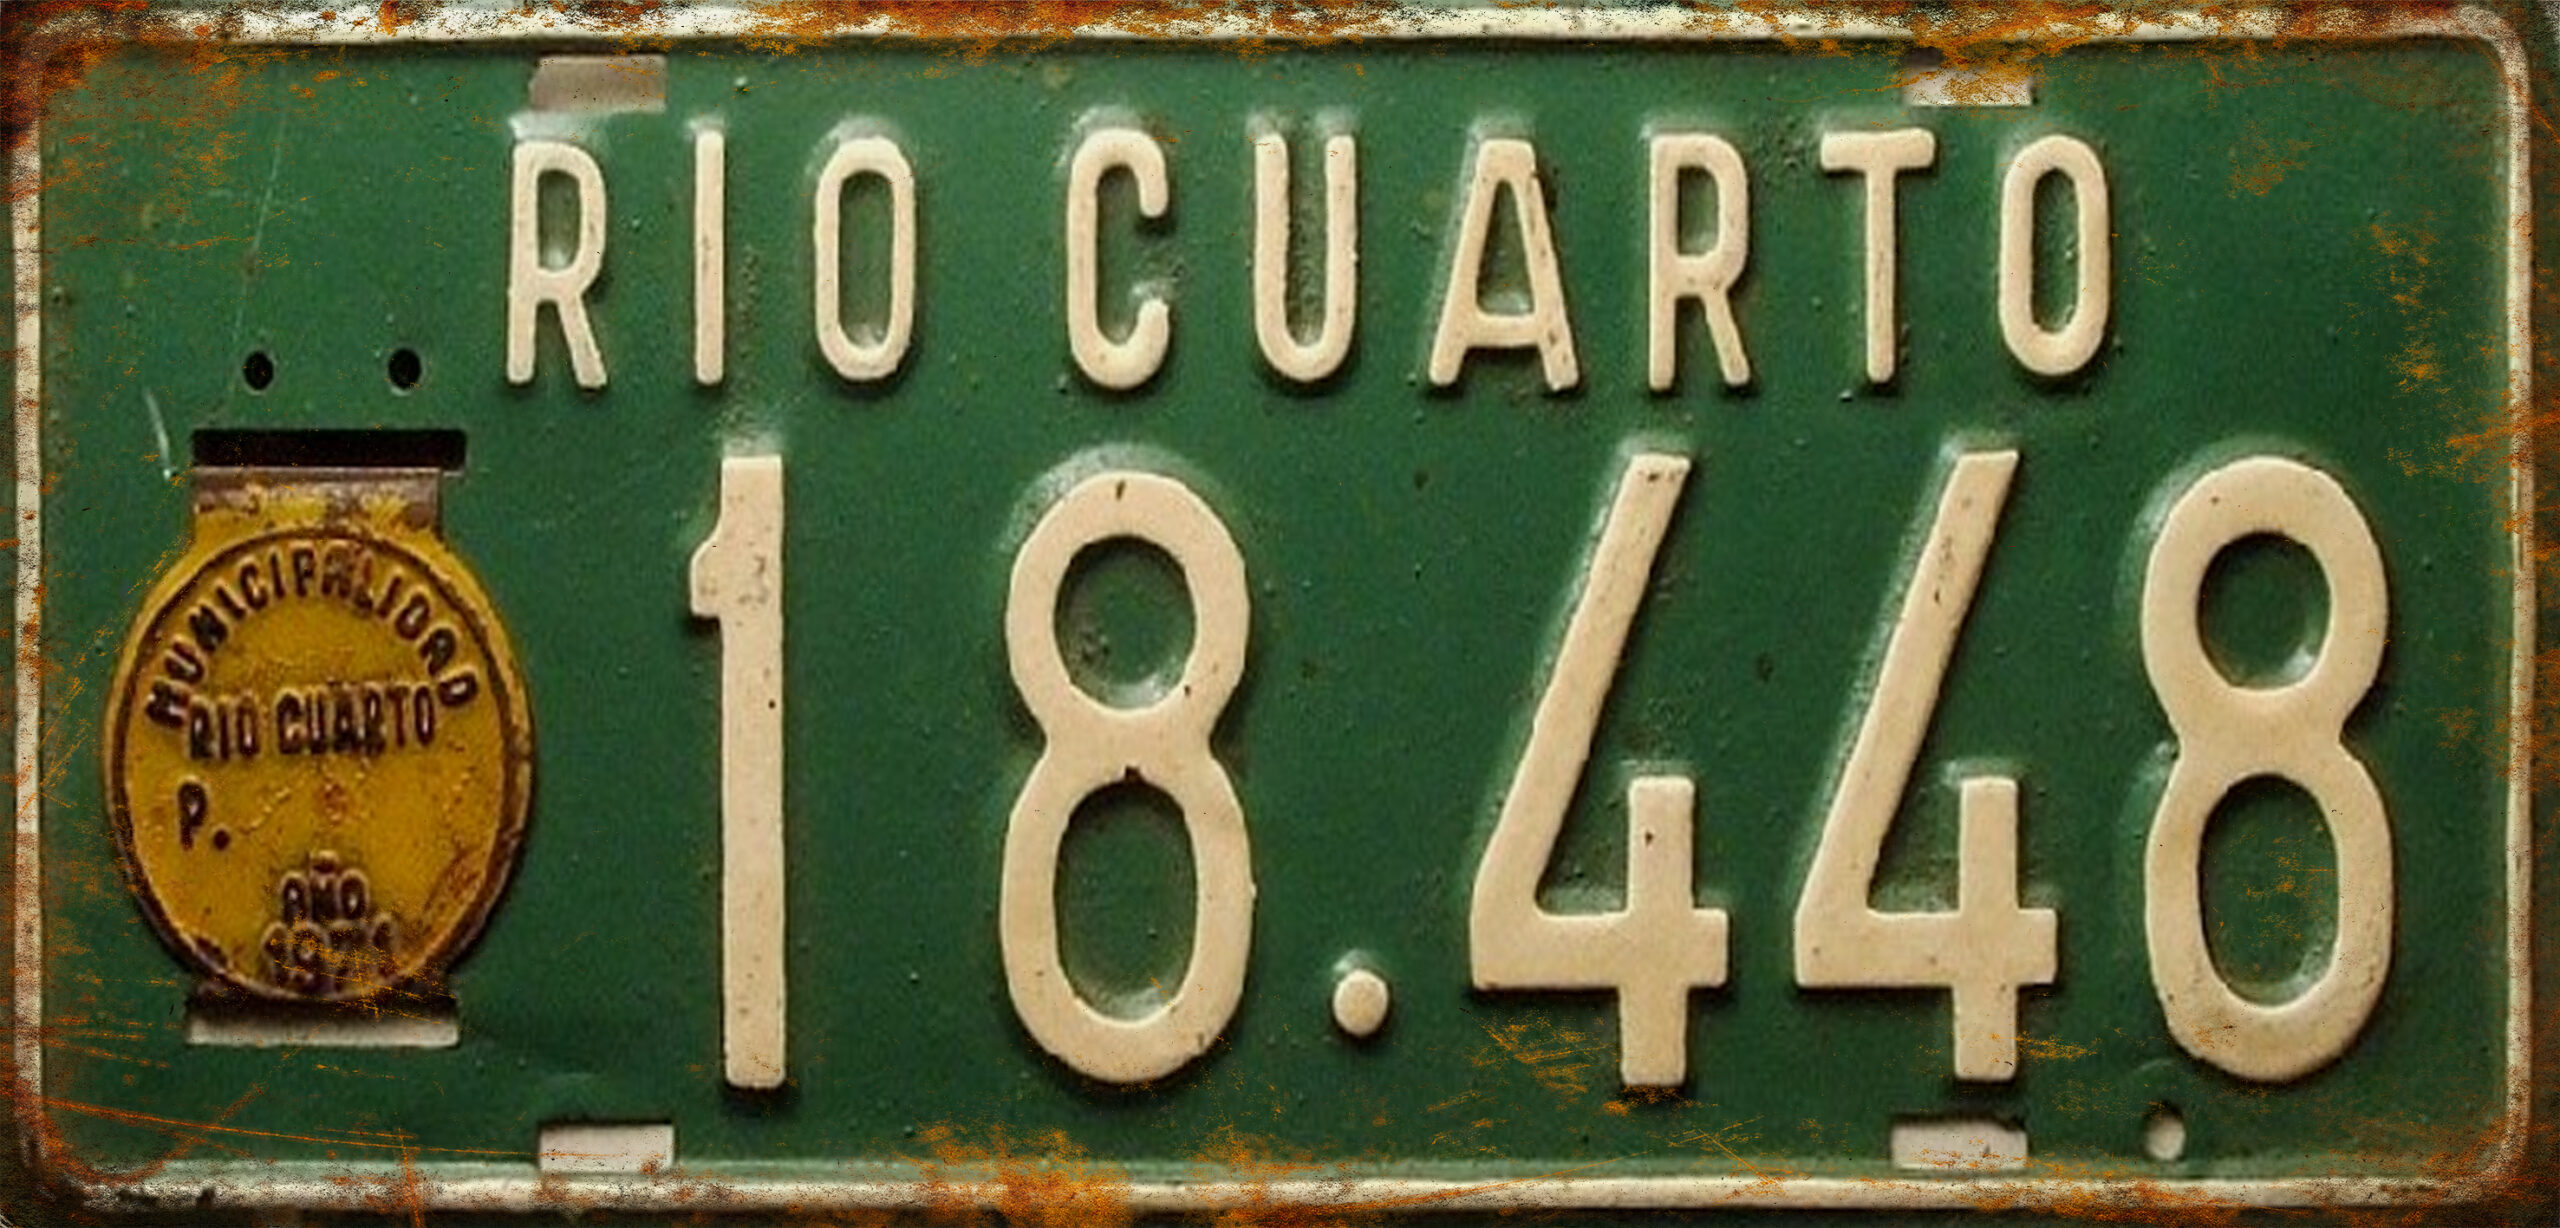 RIO CUARTO
18.448
MUNICIPALIDAD
RIO CUARTO
P.
AÑO